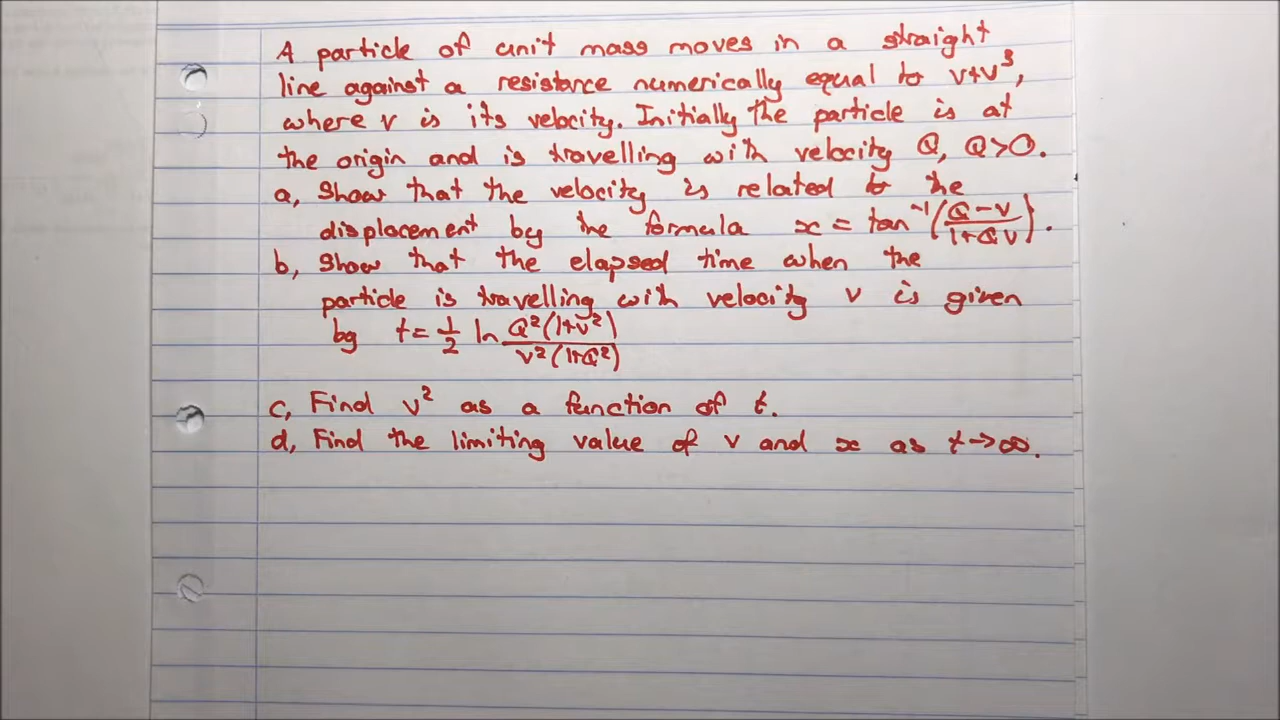 A particle of unit mass moves in a straight
line against a resistance numerically equal to v+v³,
where v is its velocity. Initially the particle is at
the origin and is travelling with velocity Q, Q>0.
a, Show that the velocity is related to the
displacement by the formula x = tan⁻¹(Q-v/1+Qv).
b, Show that the elapsed time when the
particle is travelling with velocity v is given
by t = 1/2 ln Q²(1+v²)/v²(1+Q²)
c, Find v² as a function of t.
d, Find the limiting value of v and x as t→∞.